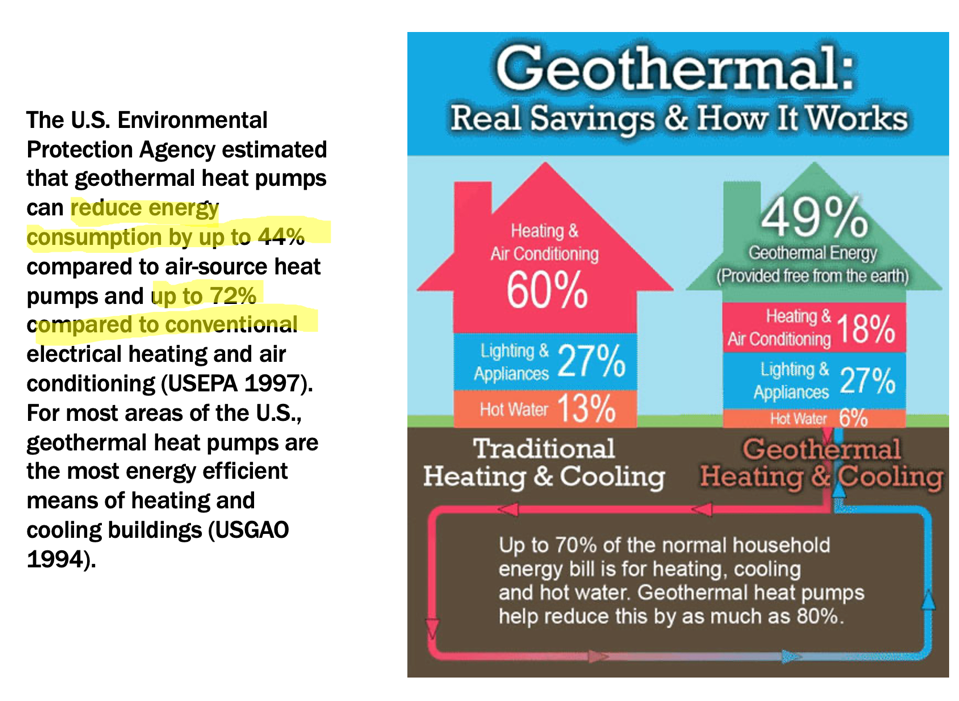 The U.S. Environmental
Protection Agency estimated
that geothermal heat pumps
can reduce energy
consumption by up to 44%
compared to air-source heat
pumps and up to 72%
compared to conventional
electrical heating and air
conditioning (USEPA 1997).
For most areas of the U.S.,
geothermal heat pumps are
the most energy efficient
means of heating and
cooling buildings (USGAO
1994).
Geothermal:
Real Savings & How It Works
Heating &
Air Conditioning
60%
Lighting &
Appliances 27%
Hot Water 13%
Traditional
Heating & Cooling
49%
Geothermal Energy
(Provided free from the earth)
Heating &
Air Conditioning 18%
Lighting &
Appliances 27%
Hot Water 6%
Geothermal
Heating & Cooling
Up to 70% of the normal household
energy bill is for heating, cooling
and hot water. Geothermal heat pumps
help reduce this by as much as 80%.